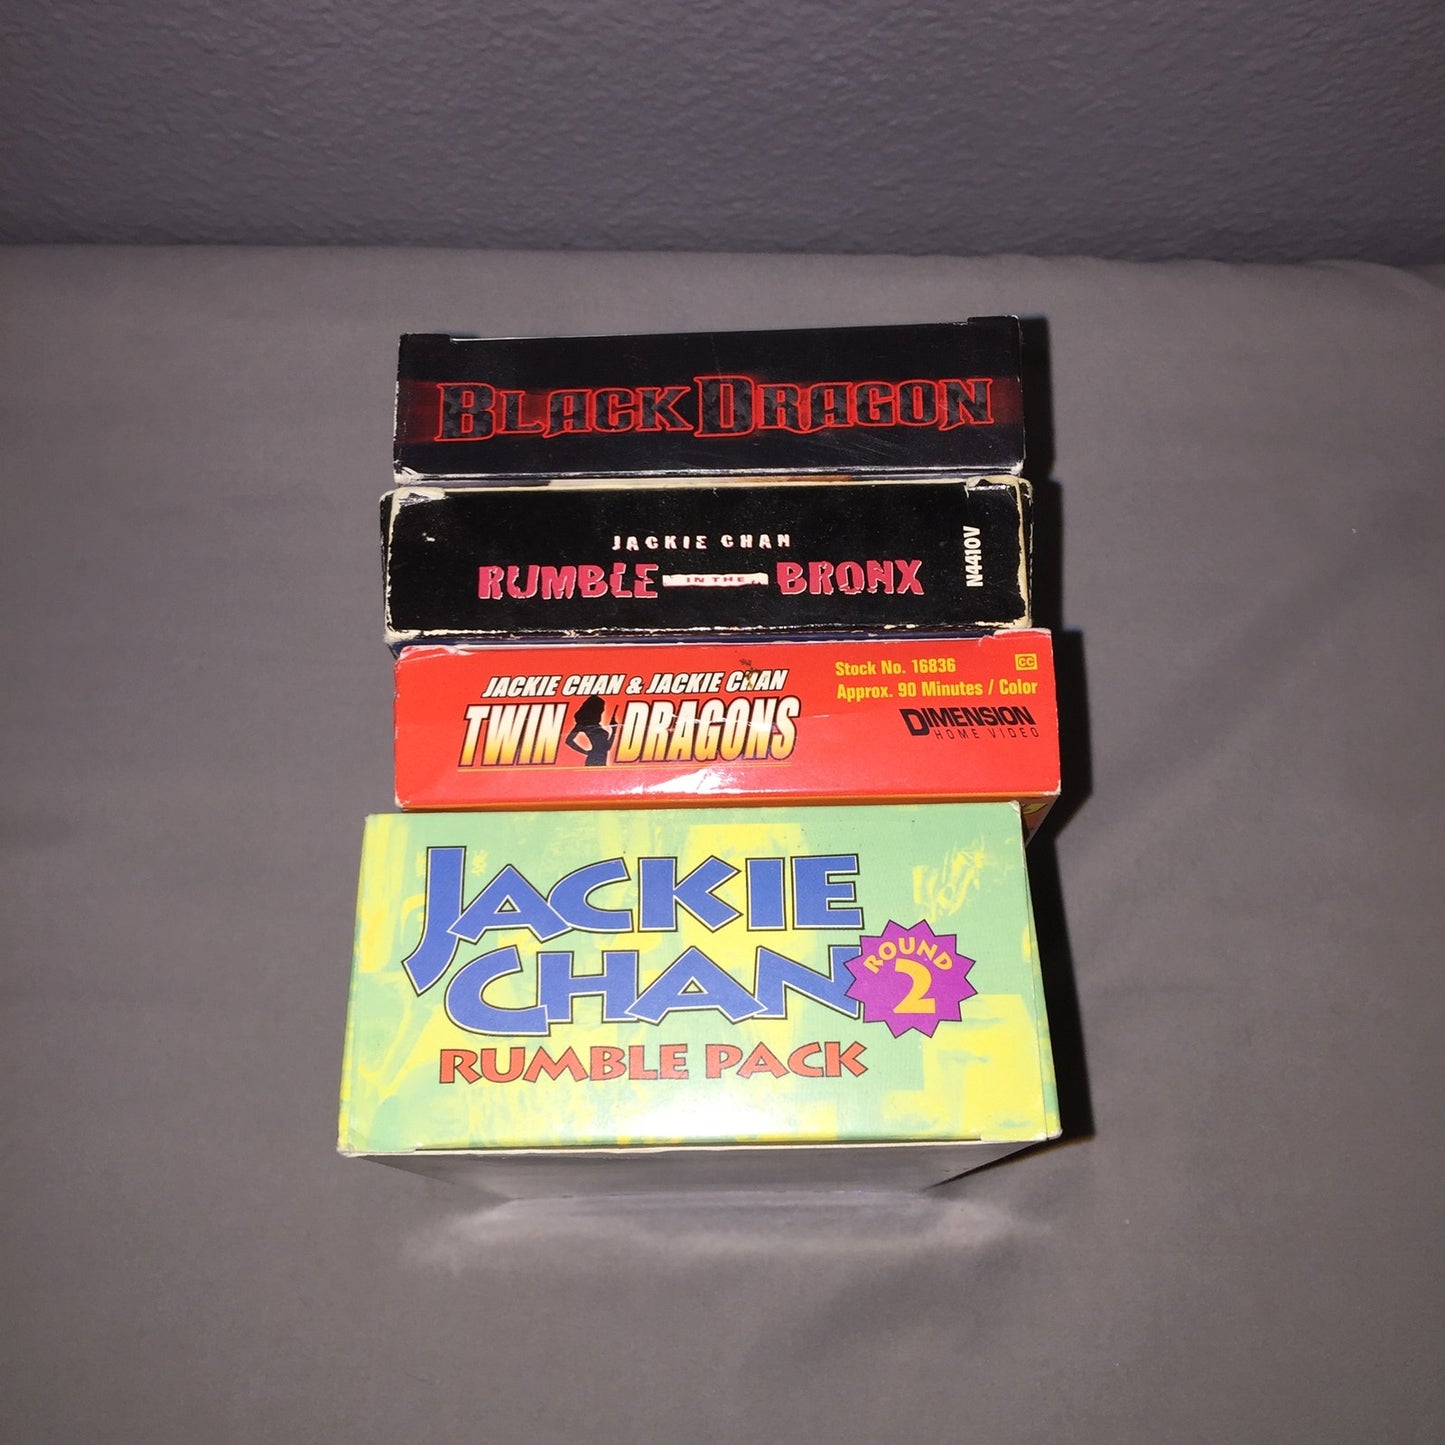 BLACK DRAGON
JACKIE CHAN
RUMBLE IN THE BRONX
N4410V
JACKIE CHAN & JACKIE CHAN
TWIN DRAGONS
Stock No. 16836
CC
Approx. 90 Minutes / Color
DIMENSION
HOME VIDEO
JACKIE
CHAN
ROUND
2
RUMBLE PACK